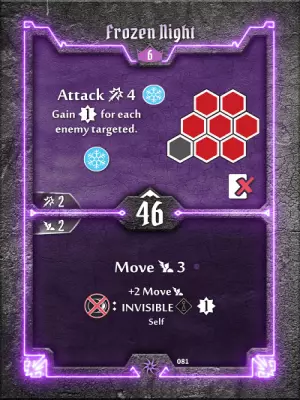 Frozen Night
6
Attack 4
Gain 1 for each
enemy targeted.
2
46
2
Move 3
+2 Move
: INVISIBLE 1
Self
081